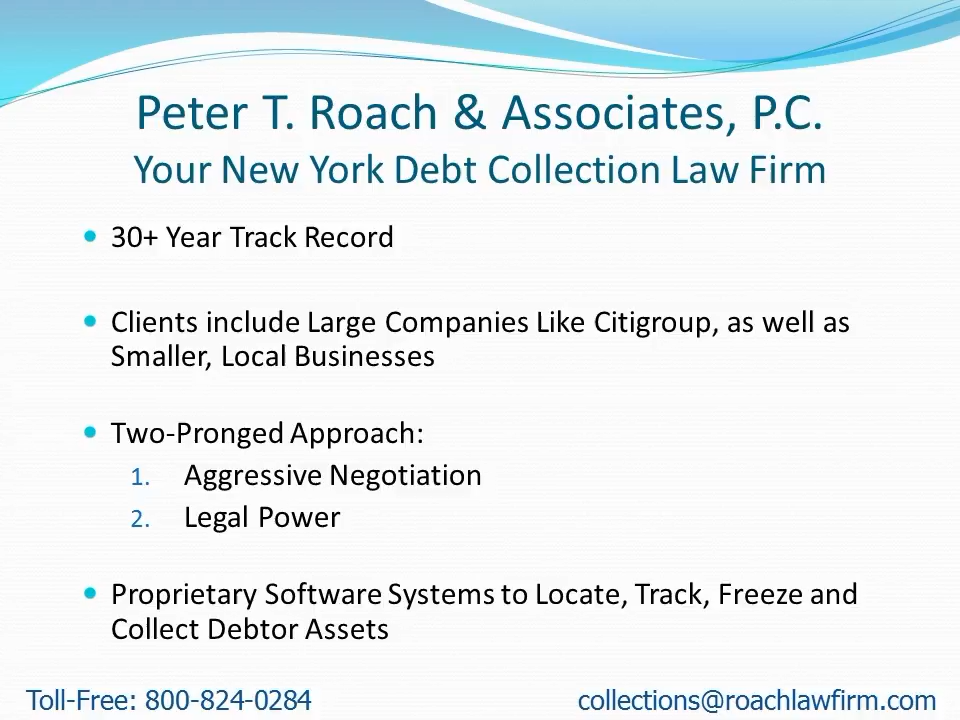 Peter T. Roach & Associates, P.C.
Your New York Debt Collection Law Firm
• 30+ Year Track Record
• Clients include Large Companies Like Citigroup, as well as
Smaller, Local Businesses
• Two-Pronged Approach:
1. Aggressive Negotiation
2. Legal Power
• Proprietary Software Systems to Locate, Track, Freeze and
Collect Debtor Assets
Toll-Free: 800-824-0284
collections@roachlawfirm.com